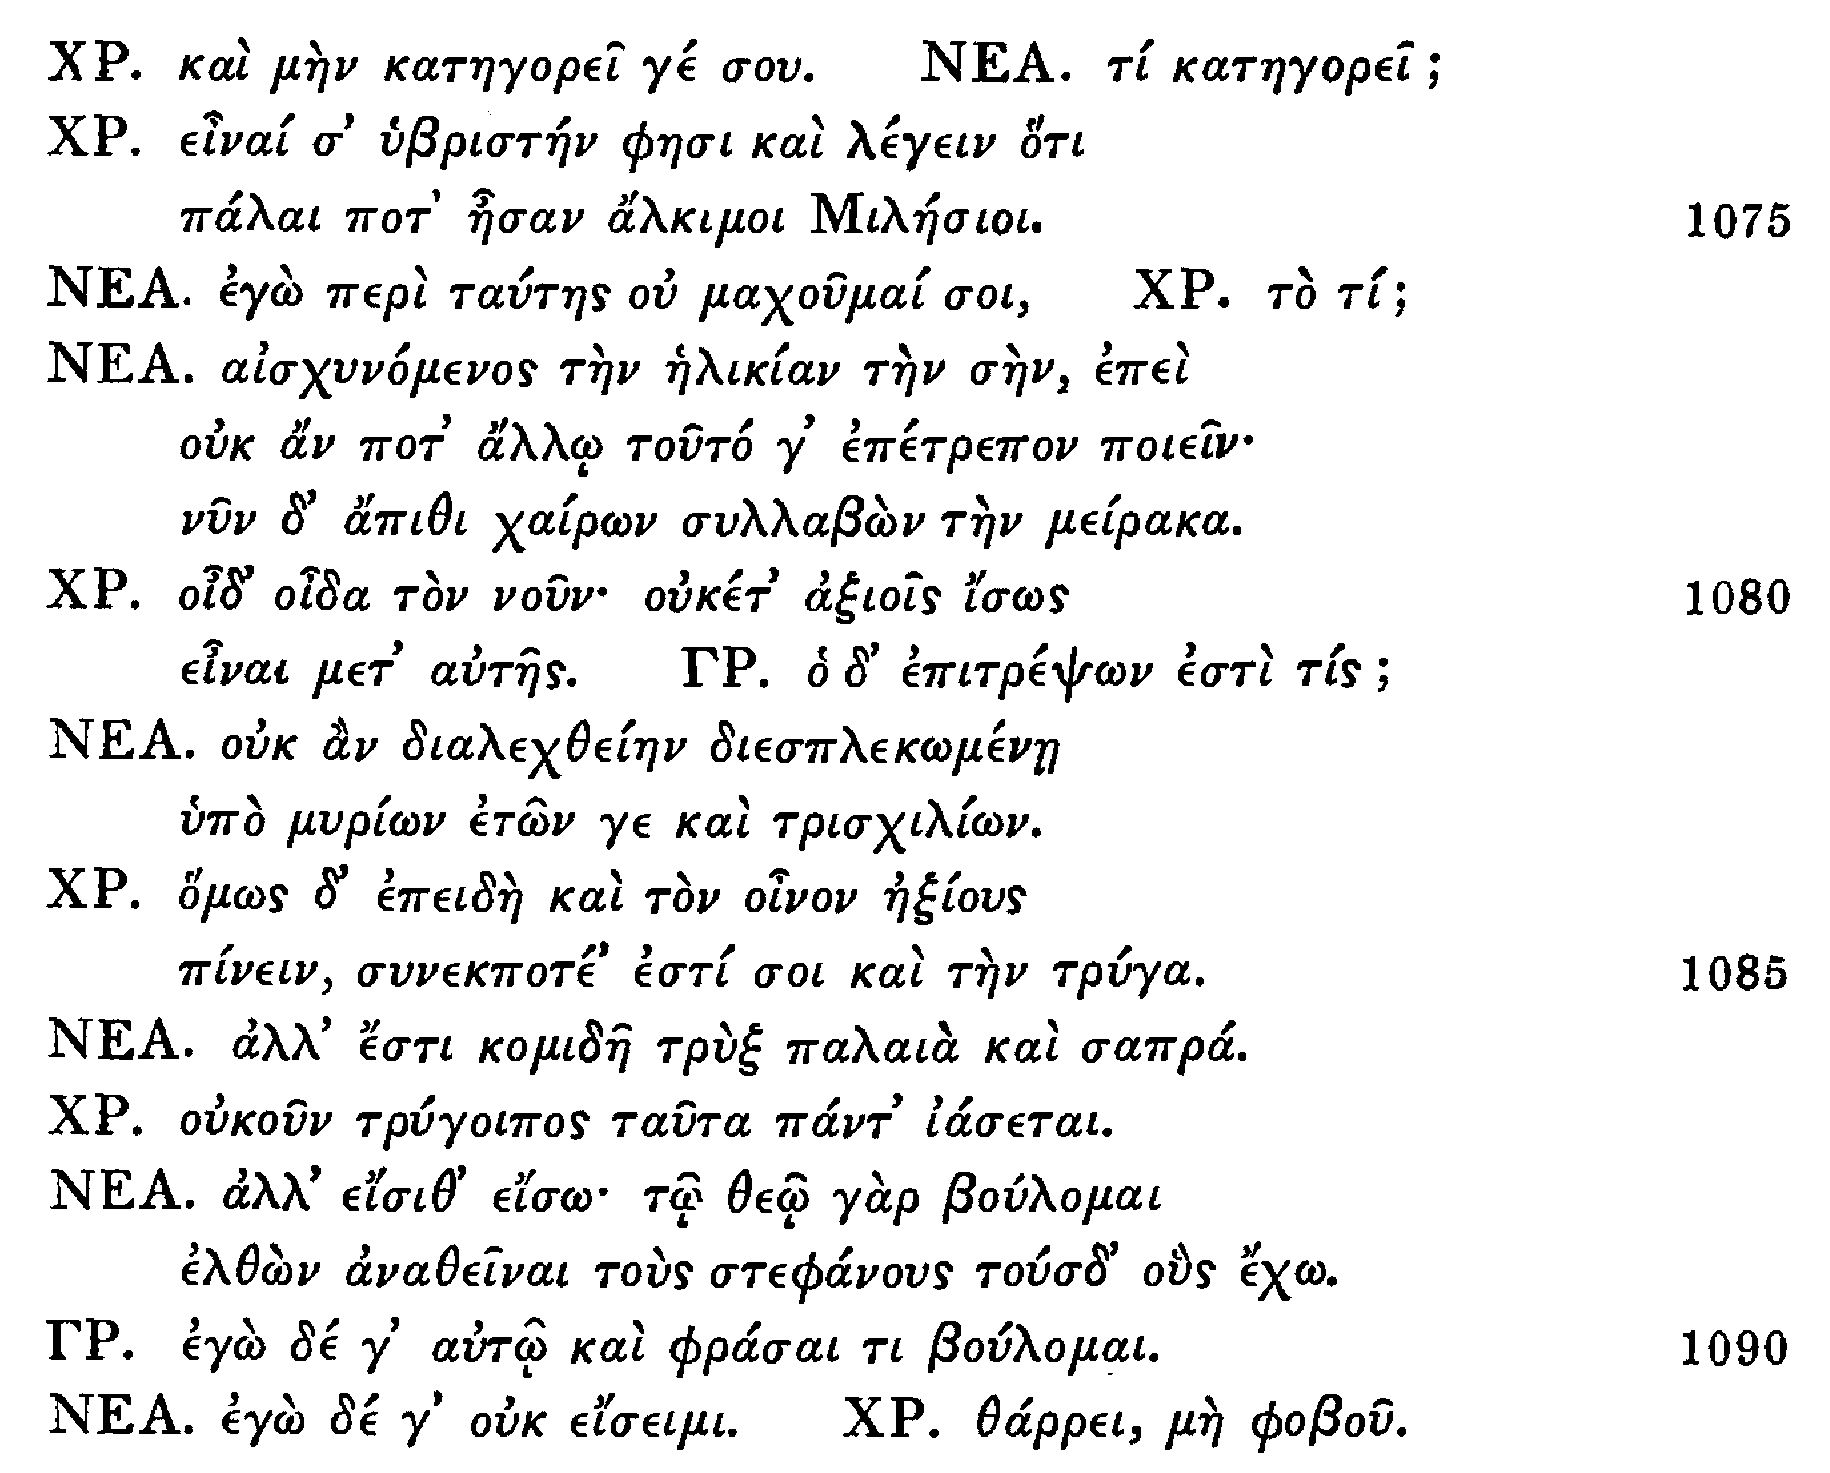 ΧΡ. καὶ μὴν κατηγορεῖ γέ σου. ΝΕΑ. τί κατηγορεῖ;
ΧΡ. εἶναί σ’ ὑβριστήν φησι καὶ λέγειν ὅτι
πάλαι ποτ’ ἦσαν ἄλκιμοι Μιλήσιοι. 1075
ΝΕΑ. ἐγὼ περὶ ταύτης οὐ μαχοῦμαί σοι, ΧΡ. τὸ τί;
ΝΕΑ. αἰσχυνόμενος τὴν ἡλικίαν τὴν σὴν, ἐπεὶ
οὐκ ἄν ποτ’ ἄλλῳ τοῦτό γ’ ἐπέτρεπον ποιεῖν·
νῦν δ’ ἄπιθι χαίρων συλλαβὼν τὴν μείρακα.
ΧΡ. οἶδ’ οἶδα τὸν νοῦν· οὐκέτ’ ἀξιοῖς ἴσως 1080
εἶναι μετ’ αὐτῆς. ΓΡ. ὁ δ’ ἐπιτρέψων ἐστὶ τίς;
ΝΕΑ. οὐκ ἂν διαλεχθείην διεσπλεκωμένῃ
ὑπὸ μυρίων ἐτῶν γε καὶ τρισχιλίων.
ΧΡ. ὅμως δ’ ἐπειδὴ καὶ τὸν οἶνον ἠξίους
πίνειν, συνεκποτέ’ ἐστί σοι καὶ τὴν τρύγα. 1085
ΝΕΑ. ἀλλ’ ἔστι κομιδῆ τρὺξ παλαιὰ καὶ σαπρά.
ΧΡ. οὐκοῦν τρύγοιπος ταῦτα πάντ’ ἰάσεται.
ΝΕΑ. ἀλλ’ εἴσιθ’ εἴσω· τῷ θεῷ γὰρ βούλομαι
ἐλθὼν ἀναθεῖναι τοὺς στεφάνους τούσδ’ οὓς ἔχω.
ΓΡ. ἐγὼ δέ γ’ αὐτῷ καὶ φράσαι τι βούλομαι. 1090
ΝΕΑ. ἐγὼ δέ γ’ οὐκ εἴσειμι. ΧΡ. θάρρει, μὴ φοβοῦ.